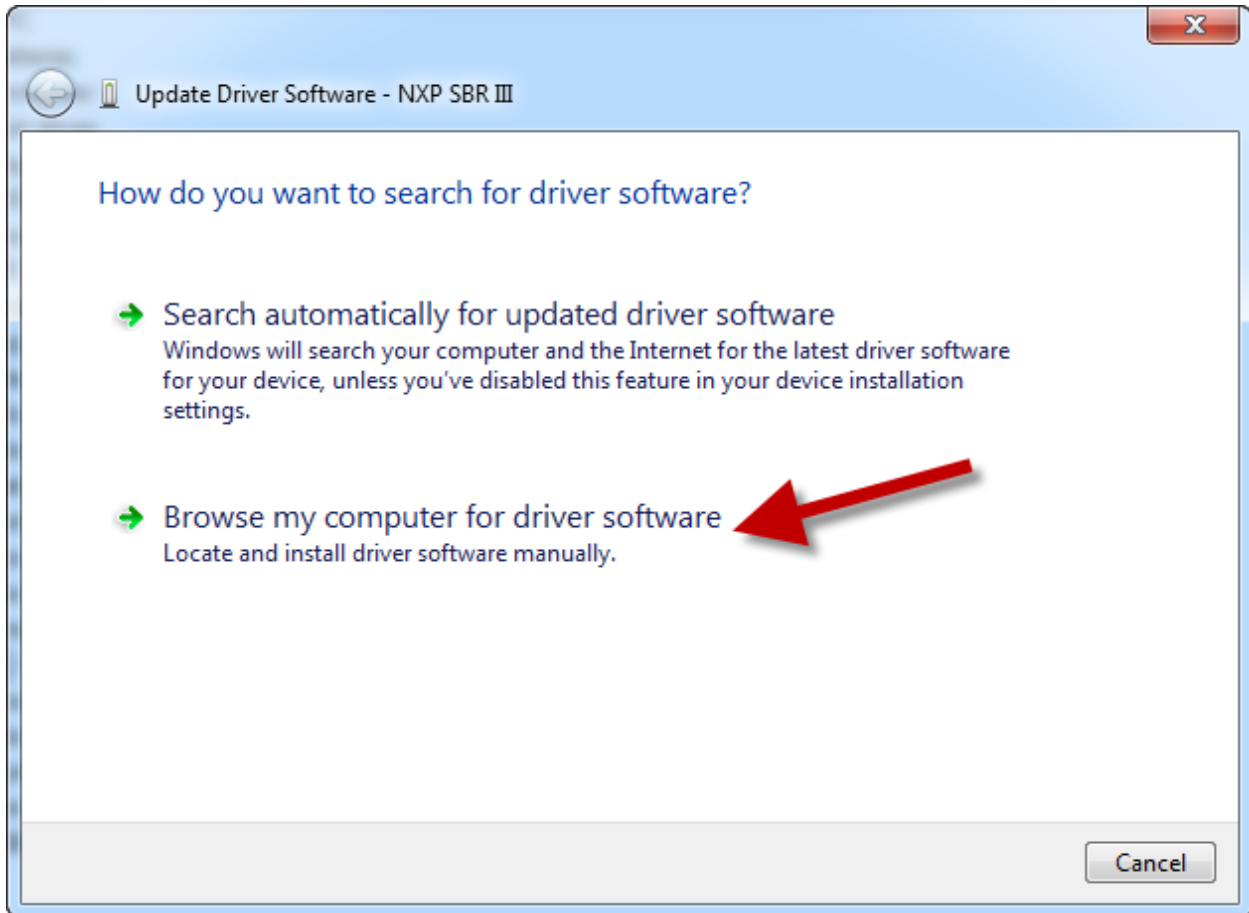 Update Driver Software - NXP SBR III
How do you want to search for driver software?
Search automatically for updated driver software
Windows will search your computer and the Internet for the latest driver software
for your device, unless you've disabled this feature in your device installation
settings.
Browse my computer for driver software
Locate and install driver software manually.
Cancel